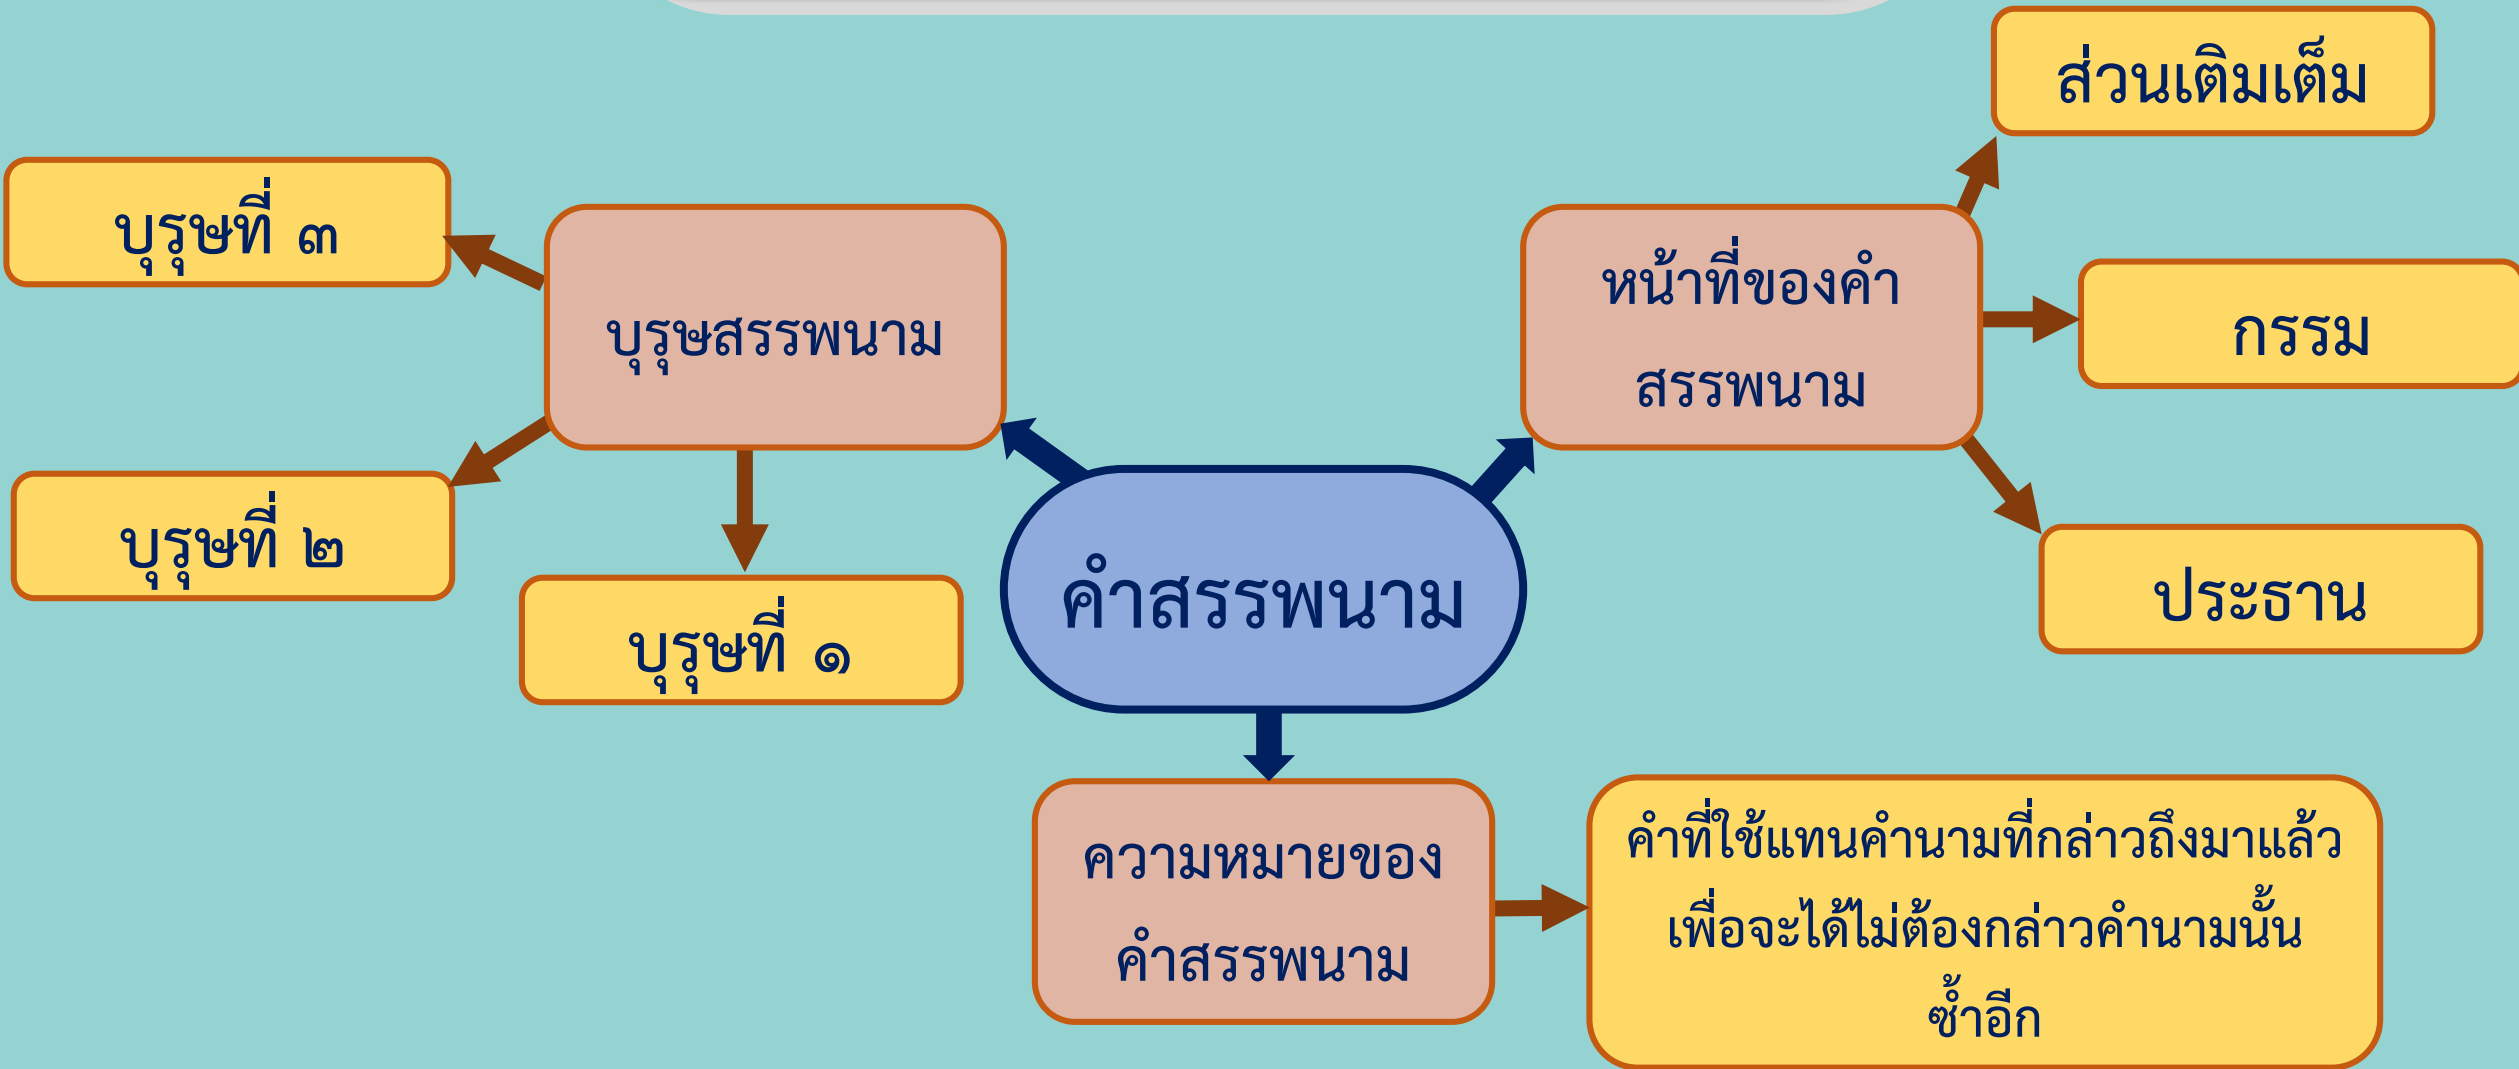 ส่วนเติมเต็ม
บุรุษที่ ๓
หน้าที่ของคำ
สรรพนาม
บุรุษสรรพนาม
กรรม
บุรุษที่ ๒
ประธาน
คำสรรพนาม
บุรุษที่ ๑
ความหมายของ
คำสรรพนาม
คำที่ใช้แทนคำนามที่กล่าวถึงมาแล้ว
เพื่อจะได้ไม่ต้องกล่าวคำนามนั้น
ซ้ำอีก